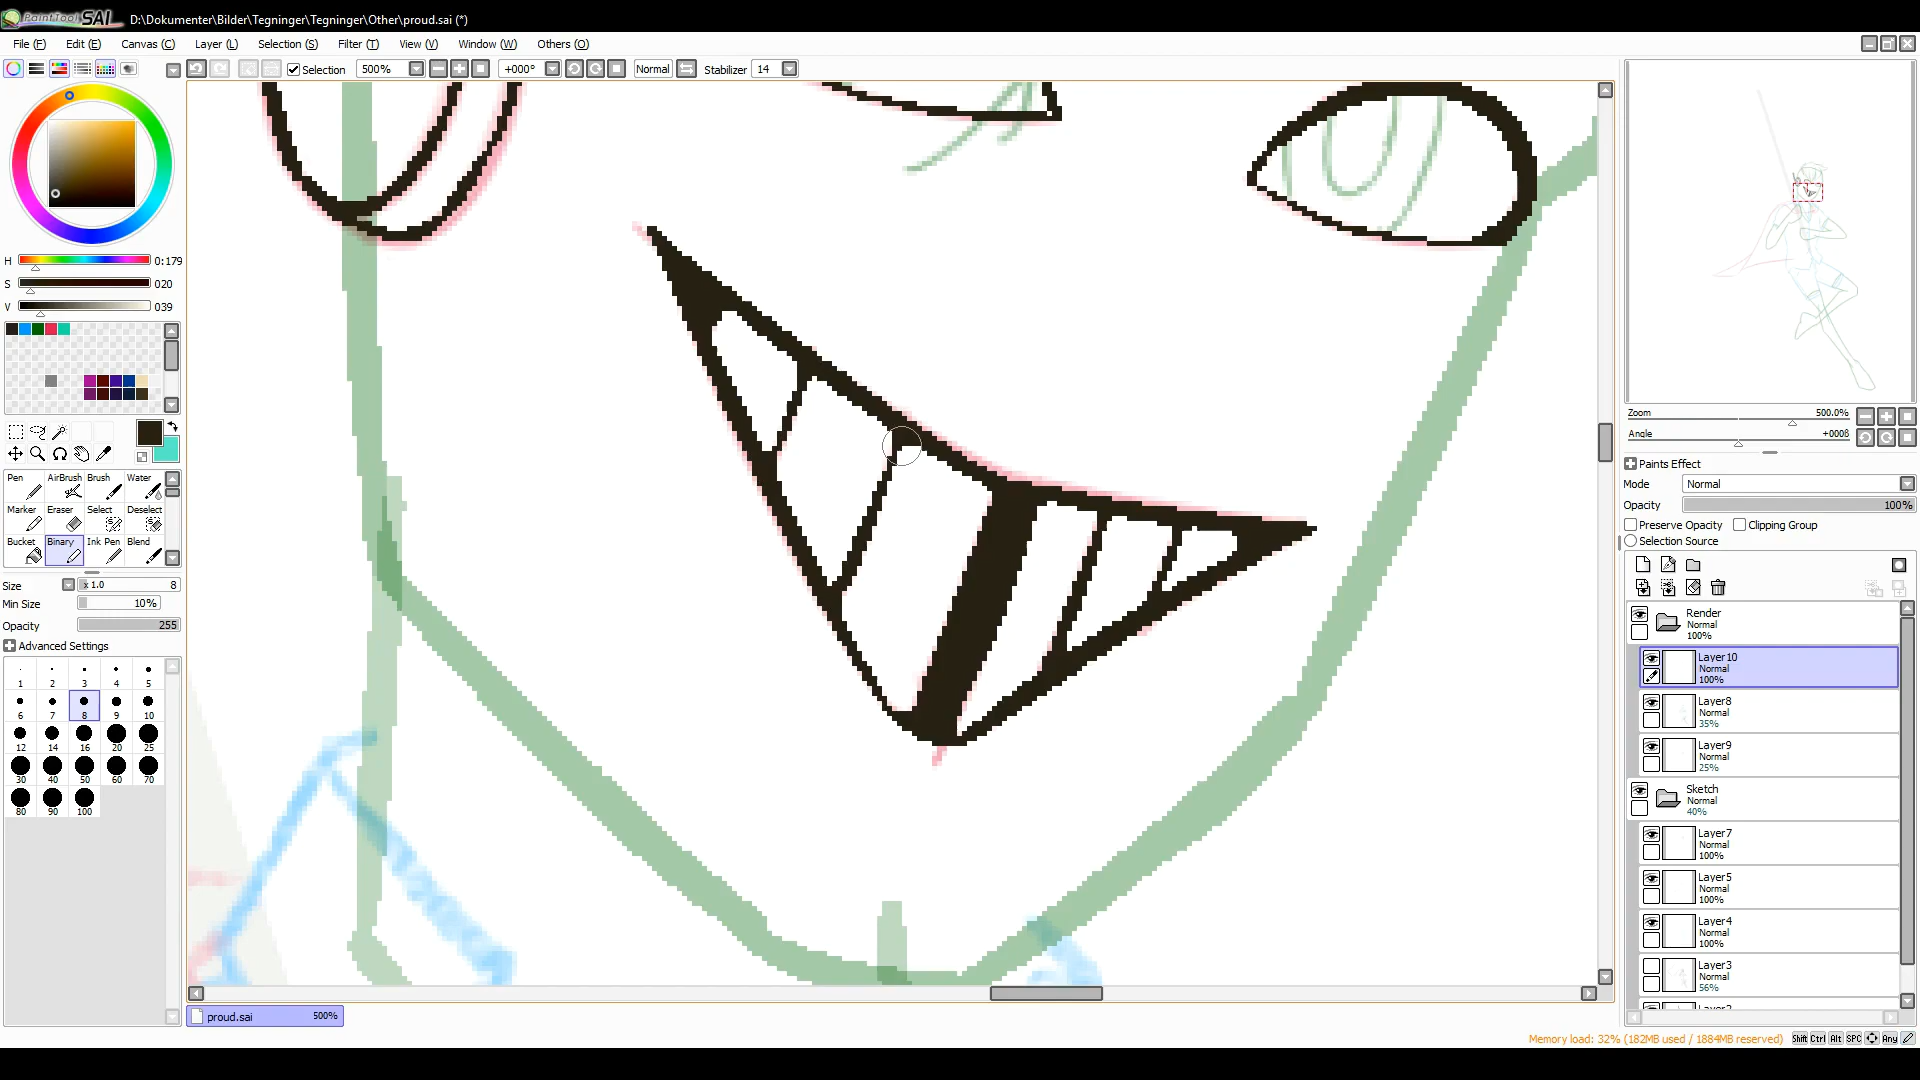 PaintTool SAI D:\Dokumenter\Bilder\Tegninger\Tegninger\Other\proud.sai (*)
File (F) Edit (E) Canvas (C) Layer (L) Selection (S) Filter (T) View (V) Window (W) Others (O)
Selection 500% +000° Normal Stabilizer 14
H 0:179
S 020
V 039
Pen AirBrush Brush Water
Marker Eraser Select Deselect
Bucket Binary Ink Pen Blend
Size x 1.0 8
Min Size 10%
Opacity 255
Advanced Settings
1 2 3 4 5
6 7 8 9 10
12 14 16 20 25
30 40 50 60 70
80 90 100
proud.sai 500%
Zoom 500.0%
Angle +000ß
Paints Effect
Mode Normal
Opacity 100%
Preserve Opacity Clipping Group
Selection Source
Render
Normal
100%
Layer10
Normal
100%
Layer8
Normal
35%
Layer9
Normal
25%
Sketch
Normal
40%
Layer7
Normal
100%
Layer5
Normal
100%
Layer4
Normal
100%
Layer3
Normal
56%
Memory load: 32% (182MB used / 1884MB reserved) Shift Ctrl Alt SPC Any